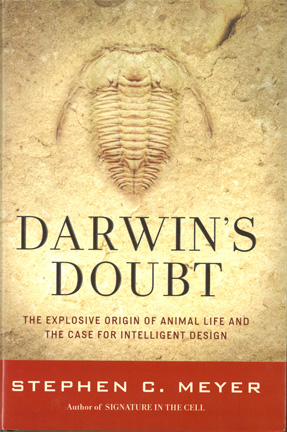 DARWIN'S
DOUBT
THE EXPLOSIVE ORIGIN OF ANIMAL LIFE AND
THE CASE FOR INTELLIGENT DESIGN
STEPHEN C. MEYER
Author of SIGNATURE IN THE CELL